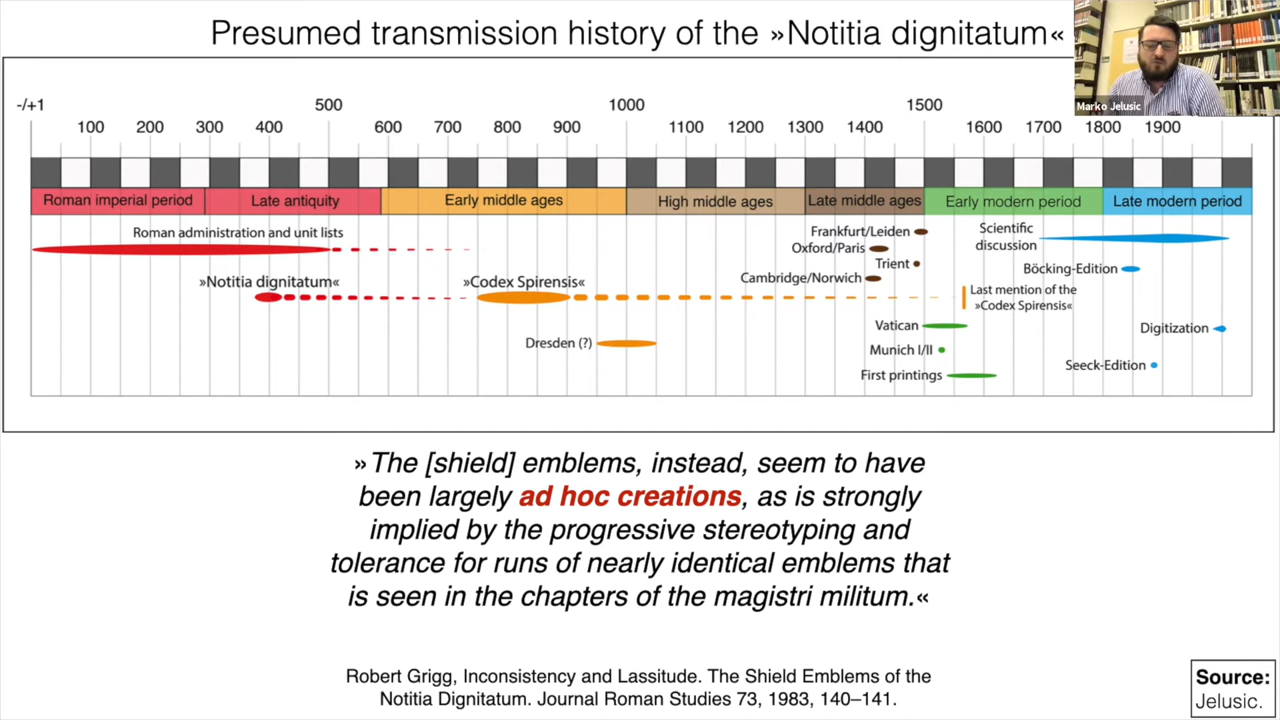 Presumed transmission history of the »Notitia dignitatum«
Marko Jelusic
-/+1 500 1000 1500
100 200 300 400 600 700 800 900 1100 1200 1300 1400 1600 1700 1800 1900
Roman imperial period Late antiquity Early middle ages High middle ages Late middle ages Early modern period Late modern period
Roman administration and unit lists
»Notitia dignitatum«
»Codex Spirensis«
Dresden (?)
Frankfurt/Leiden
Oxford/Paris
Trient
Cambridge/Norwich
Vatican
Munich I/II
First printings
Scientific
discussion
Böcking-Edition
Last mention of the
»Codex Spirensis«
Digitization
Seeck-Edition
»The [shield] emblems, instead, seem to have
been largely ad hoc creations, as is strongly
implied by the progressive stereotyping and
tolerance for runs of nearly identical emblems that
is seen in the chapters of the magistri militum.«
Robert Grigg, Inconsistency and Lassitude. The Shield Emblems of the
Notitia Dignitatum. Journal Roman Studies 73, 1983, 140–141.
Source:
Jelusic.